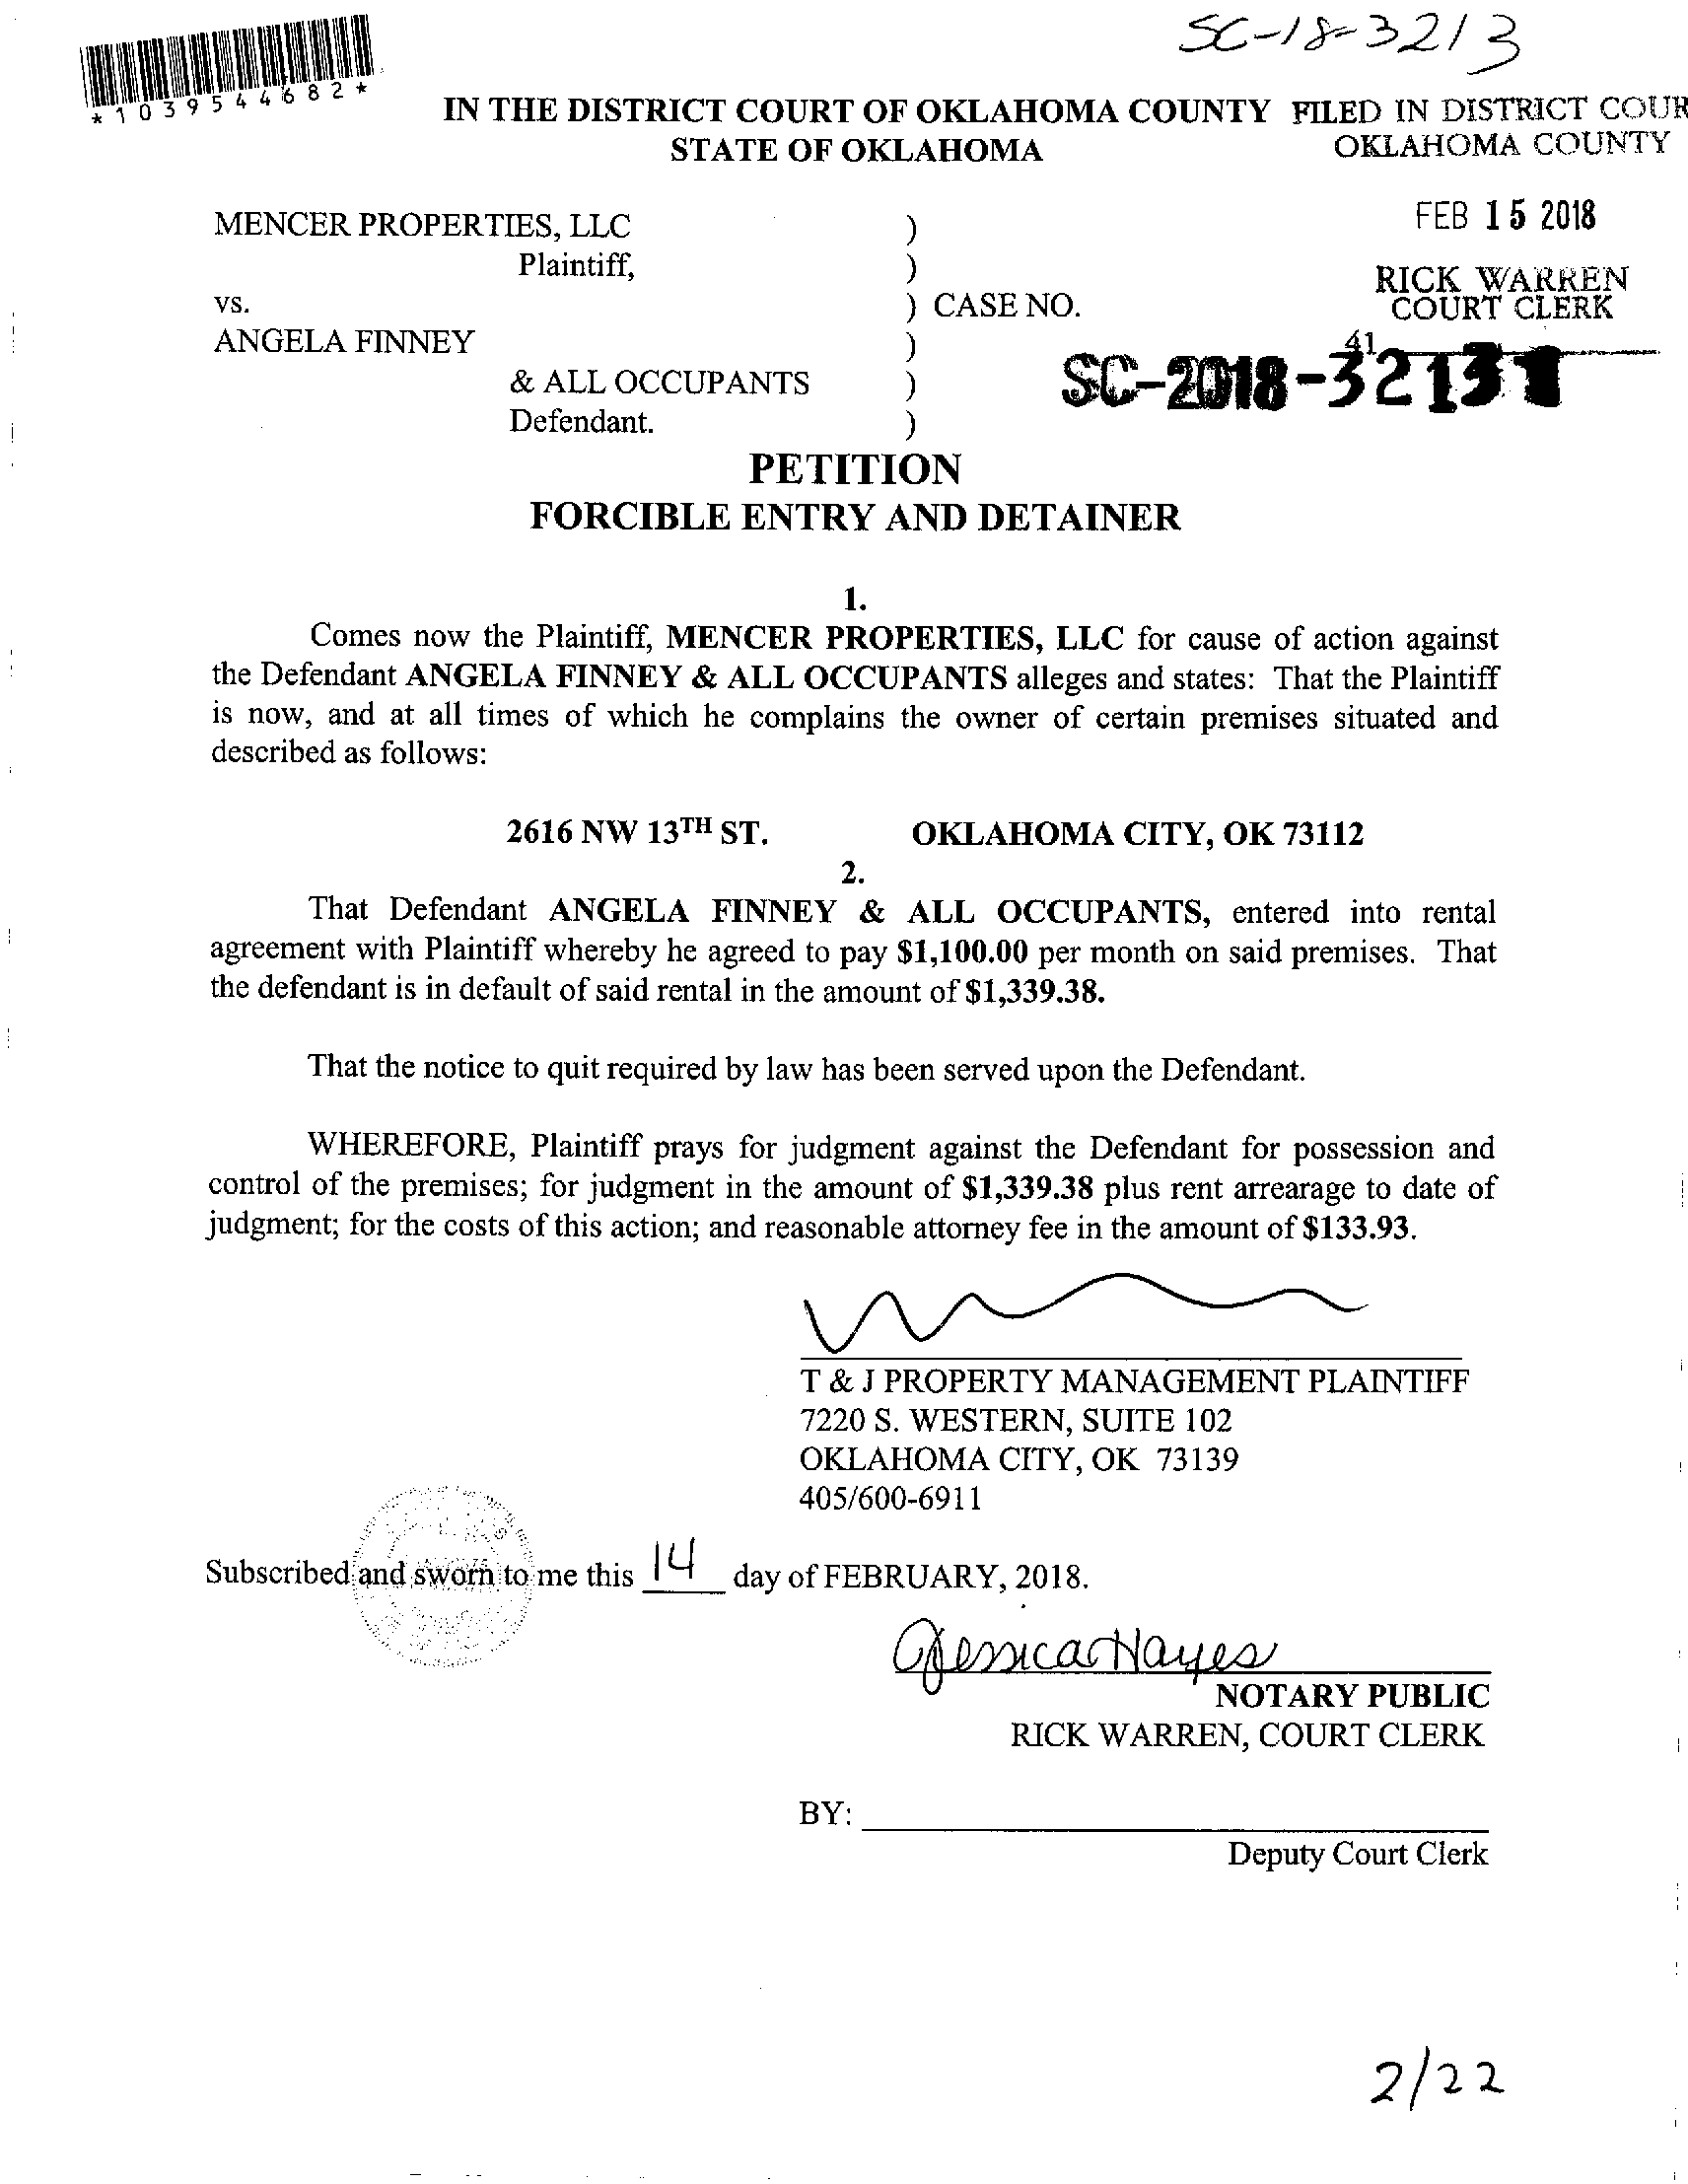 SC-18-3213
*1039544682*
IN THE DISTRICT COURT OF OKLAHOMA COUNTY
STATE OF OKLAHOMA
FILED IN DISTRICT COUR
OKLAHOMA COUNTY
FEB 15 2018
RICK WARREN
COURT CLERK
41
MENCER PROPERTIES, LLC )
Plaintiff, )
vs. ) CASE NO.
ANGELA FINNEY )
& ALL OCCUPANTS )
Defendant. )
SC-2018-3213
PETITION
FORCIBLE ENTRY AND DETAINER
1.
Comes now the Plaintiff, MENCER PROPERTIES, LLC for cause of action against
the Defendant ANGELA FINNEY & ALL OCCUPANTS alleges and states: That the Plaintiff
is now, and at all times of which he complains the owner of certain premises situated and
described as follows:
2616 NW 13TH ST. OKLAHOMA CITY, OK 73112
2.
That Defendant ANGELA FINNEY & ALL OCCUPANTS, entered into rental
agreement with Plaintiff whereby he agreed to pay $1,100.00 per month on said premises. That
the defendant is in default of said rental in the amount of $1,339.38.
That the notice to quit required by law has been served upon the Defendant.
WHEREFORE, Plaintiff prays for judgment against the Defendant for possession and
control of the premises; for judgment in the amount of $1,339.38 plus rent arrearage to date of
judgment; for the costs of this action; and reasonable attorney fee in the amount of $133.93.
T & J PROPERTY MANAGEMENT PLAINTIFF
7220 S. WESTERN, SUITE 102
OKLAHOMA CITY, OK 73139
405/600-6911
Subscribed and sworn to me this 14 day of FEBRUARY, 2018.
Jessica Hayes
NOTARY PUBLIC
RICK WARREN, COURT CLERK
BY:
Deputy Court Clerk
2/22